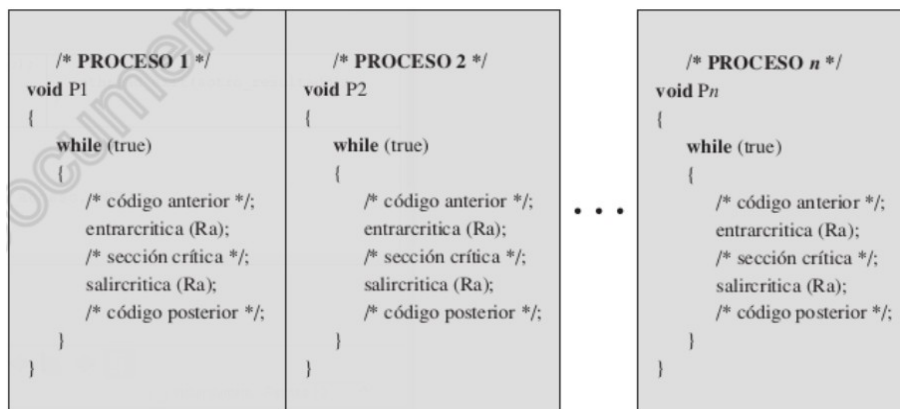 /* PROCESO 1 */
void P1
{
while (true)
{
/* código anterior */;
entrarcritica (Ra);
/* sección crítica */;
salircritica (Ra);
/* código posterior */;
}
}
/* PROCESO 2 */
void P2
{
while (true)
{
/* código anterior */;
entrarcritica (Ra);
/* sección crítica */;
salircritica (Ra);
/* código posterior */;
}
}
• • •
/* PROCESO n */
void Pn
{
while (true)
{
/* código anterior */;
entrarcritica (Ra);
/* sección crítica */;
salircritica (Ra);
/* código posterior */;
}
}